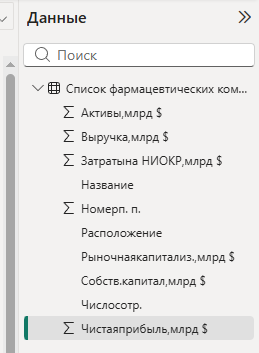 Данные
Поиск
Список фармацевтических ком...
Активы,млрд $
Выручка,млрд $
Затратына НИОКР,млрд $
Название
Номерп. п.
Расположение
Рыночнаякапитализ.,млрд $
Собств.капитал,млрд $
Числосотр.
Чистаяприбыль,млрд $